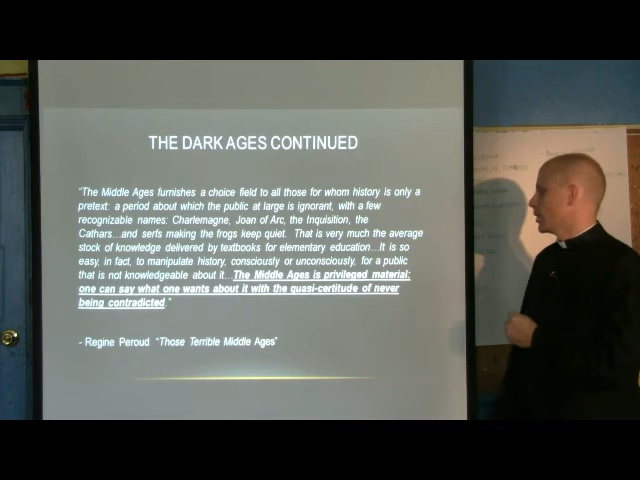 THE DARK AGES CONTINUED
"The Middle Ages furnishes a choice field to all those for whom history is only a
pretext: a period about which the public at large is ignorant, with a few
recognizable names: Charlemagne, Joan of Arc, the Inquisition, the
Cathars…and serfs making the frogs keep quiet. That is very much the average
stock of knowledge delivered by textbooks for elementary education…It is so
easy, in fact, to manipulate history, consciously or unconsciously, for a public
that is not knowledgeable about it…The Middle Ages is privileged material:
one can say what one wants about it with the quasi-certitude of never
being contradicted."
- Regine Peroud "Those Terrible Middle Ages"